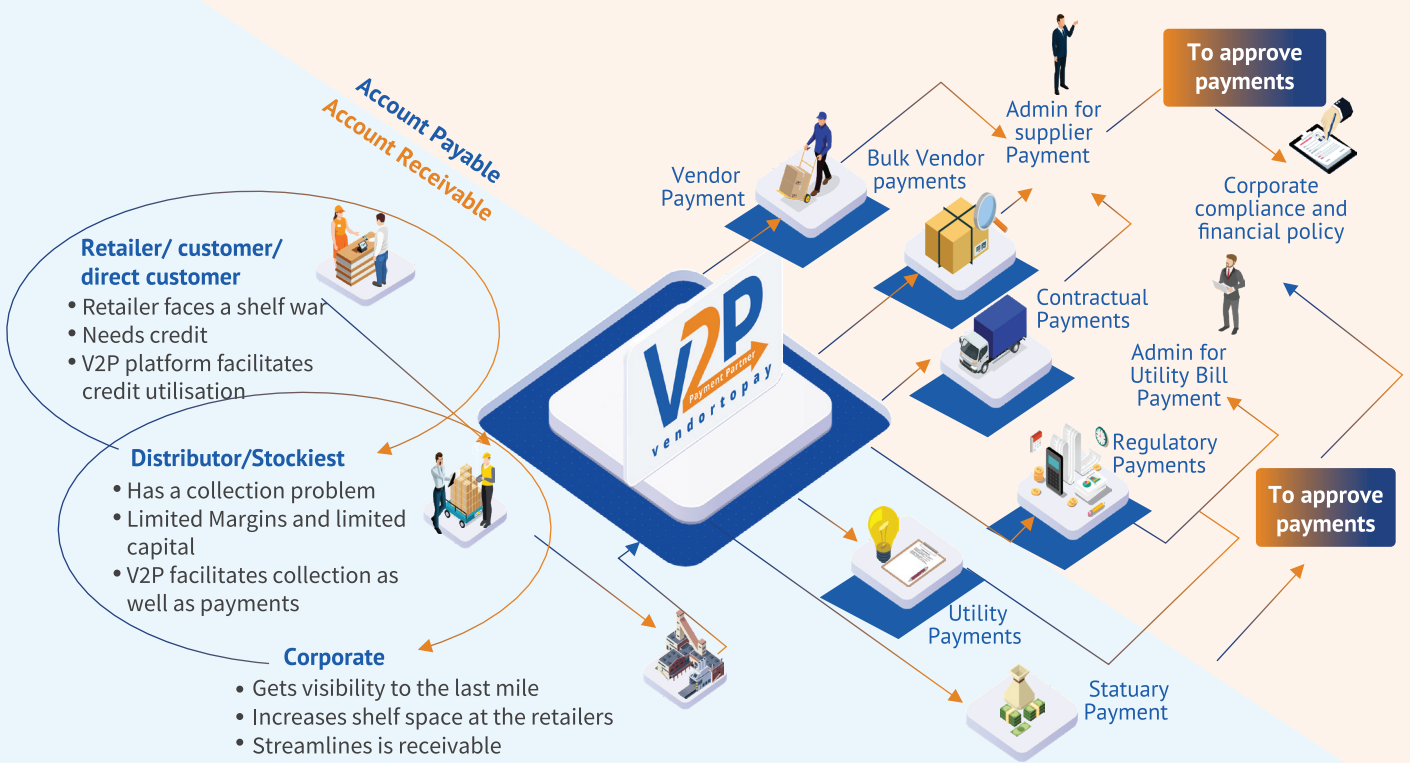 Account Payable
Account Receivable
Retailer/ customer/
direct customer
• Retailer faces a shelf war
• Needs credit
• V2P platform facilitates
credit utilisation
Distributor/Stockiest
• Has a collection problem
• Limited Margins and limited
capital
• V2P facilitates collection as
well as payments
Corporate
• Gets visibility to the last mile
• Increases shelf space at the retailers
• Streamlines is receivable
V2P
Payment Partner
vendortopay
Vendor
Payment
Bulk Vendor
payments
Contractual
Payments
Regulatory
Payments
Utility
Payments
Statuary
Payment
Admin for
supplier
Payment
To approve
payments
Corporate
compliance and
financial policy
Admin for
Utility Bill
Payment
To approve
payments